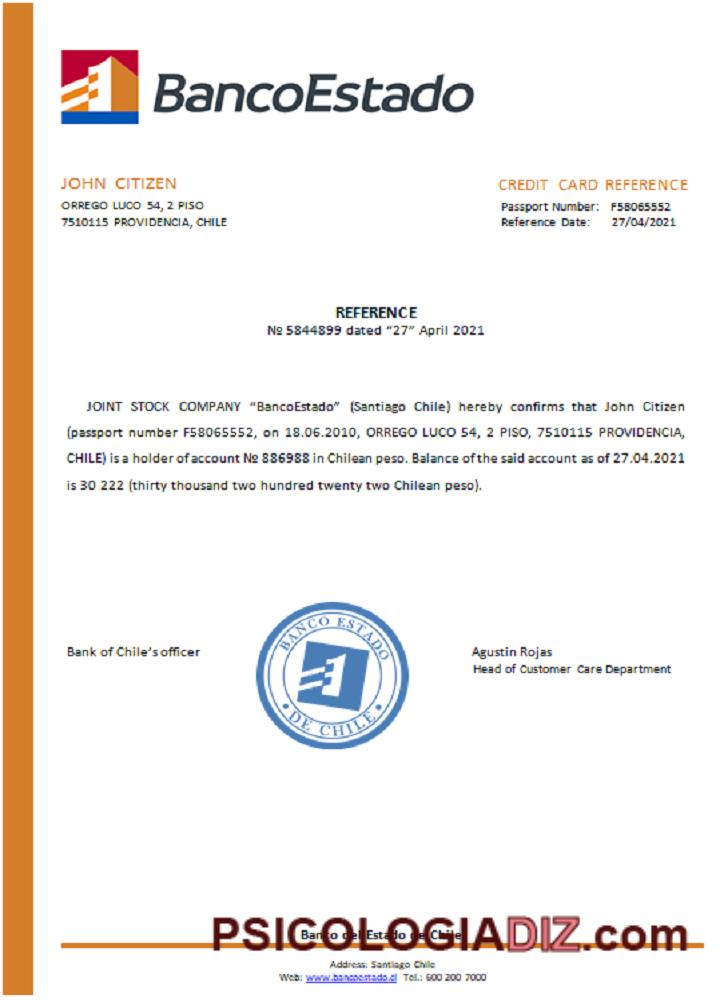 BancoEstado
JOHN CITIZEN
ORREGO LUCO 54, 2 PISO
7510115 PROVIDENCIA, CHILE
CREDIT CARD REFERENCE
Passport Number: F58065552
Reference Date: 27/04/2021
REFERENCE
№ 5844899 dated “27” April 2021
JOINT STOCK COMPANY “BancoEstado” (Santiago Chile) hereby confirms that John Citizen
(passport number F58065552, on 18.06.2010, ORREGO LUCO 54, 2 PISO, 7510115 PROVIDENCIA,
CHILE) is a holder of account № 886988 in Chilean peso. Balance of the said account as of 27.04.2021
is 30 222 (thirty thousand two hundred twenty two Chilean peso).
Bank of Chile’s officer
BANCO ESTADO
DE CHILE
Agustin Rojas
Head of Customer Care Department
Banco del Estado de Chile
PSICOLOGIADIZ.com
Address: Santiago Chile
Web: www.bancoestado.cl Tel.: 600 200 7000